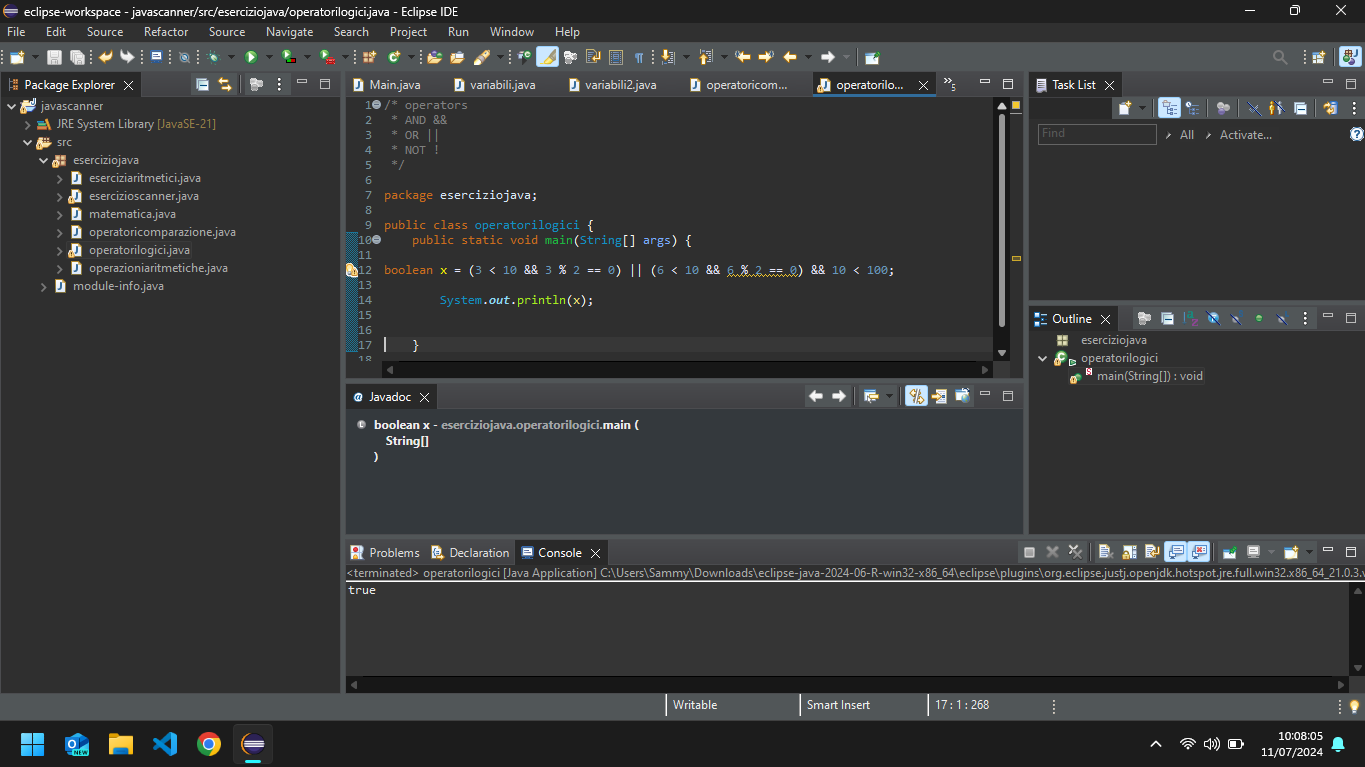 eclipse-workspace - javascanner/src/eserciziojava/operatorilogici.java - Eclipse IDE
File Edit Source Refactor Source Navigate Search Project Run Window Help
Package Explorer
javascanner
JRE System Library [JavaSE-21]
src
eserciziojava
eserciziaritmetici.java
esercizioscanner.java
matematica.java
operatoricomparazione.java
operatorilogici.java
operazioniaritmetiche.java
module-info.java
Main.java variabili.java variabili2.java operatoricom... operatorilo... »5
1 /* operators
2 * AND &&
3 * OR ||
4 * NOT !
5 */
6
7 package eserciziojava;
8
9 public class operatorilogici {
10 public static void main(String[] args) {
11
12 boolean x = (3 < 10 && 3 % 2 == 0) || (6 < 10 && 6 % 2 == 0) && 10 < 100;
13
14 System.out.println(x);
15
16
17 }
18
Javadoc
boolean x - eserciziojava.operatorilogici.main (
String[]
)
Problems Declaration Console
<terminated> operatorilogici [Java Application] C:\Users\Sammy\Downloads\eclipse-java-2024-06-R-win32-x86_64\eclipse\plugins\org.eclipse.justj.openjdk.hotspot.jre.full.win32.x86_64_21.0.3.v
true
Task List
Find All Activate...
Outline
eserciziojava
operatorilogici
main(String[]) : void
Writable Smart Insert 17 : 1 : 268
NEW
10:08:05
11/07/2024